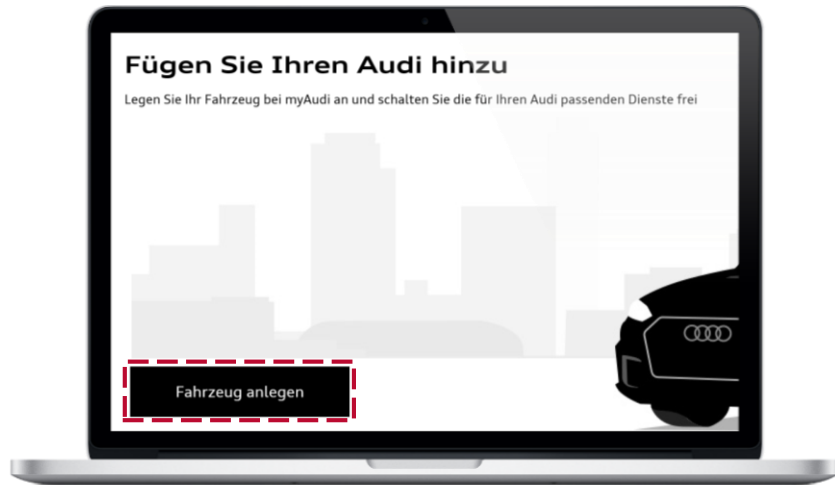 Fügen Sie Ihren Audi hinzu
Legen Sie Ihr Fahrzeug bei myAudi an und schalten Sie die für Ihren Audi passenden Dienste frei
Fahrzeug anlegen